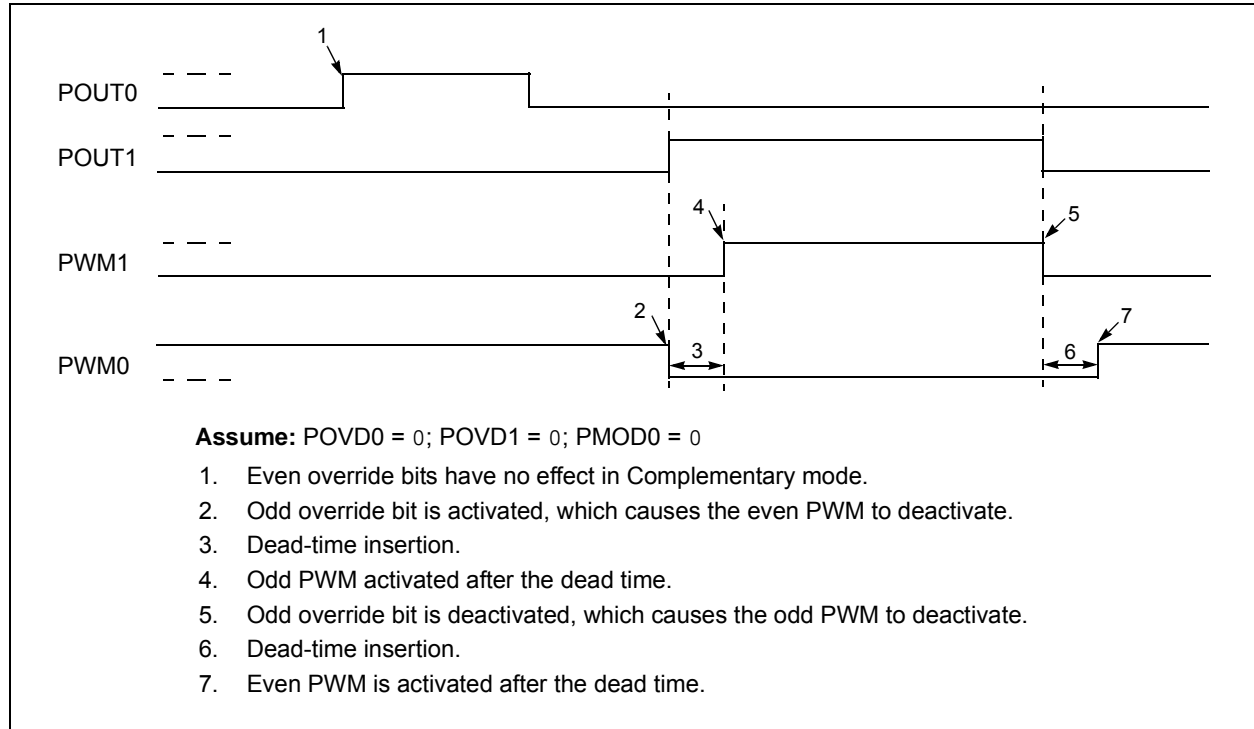 1
POUT0
POUT1
4
5
PWM1
2
7
3
6
PWM0
Assume: POVD0 = 0; POVD1 = 0; PMOD0 = 0
1. Even override bits have no effect in Complementary mode.
2. Odd override bit is activated, which causes the even PWM to deactivate.
3. Dead-time insertion.
4. Odd PWM activated after the dead time.
5. Odd override bit is deactivated, which causes the odd PWM to deactivate.
6. Dead-time insertion.
7. Even PWM is activated after the dead time.